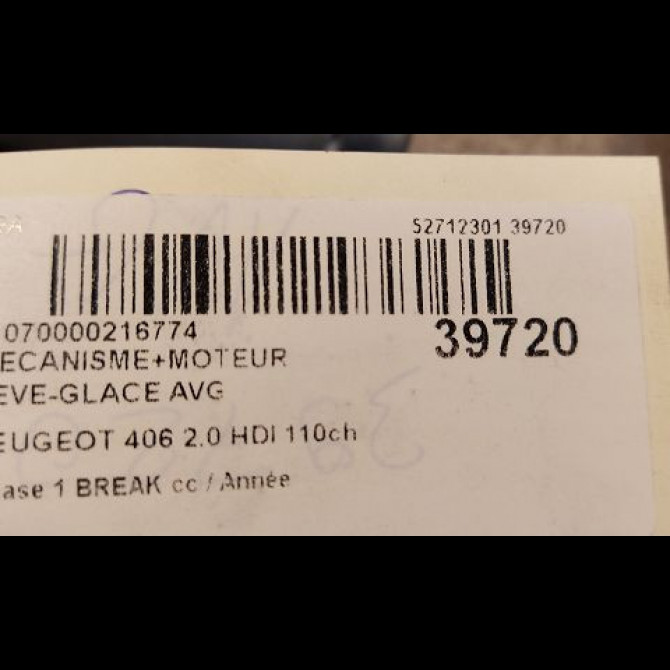 52712301 39720
070000216774
39720
ECANISME+MOTEUR
EVE-GLACE AVG
EUGEOT 406 2.0 HDI 110ch
ase 1 BREAK cc / Année